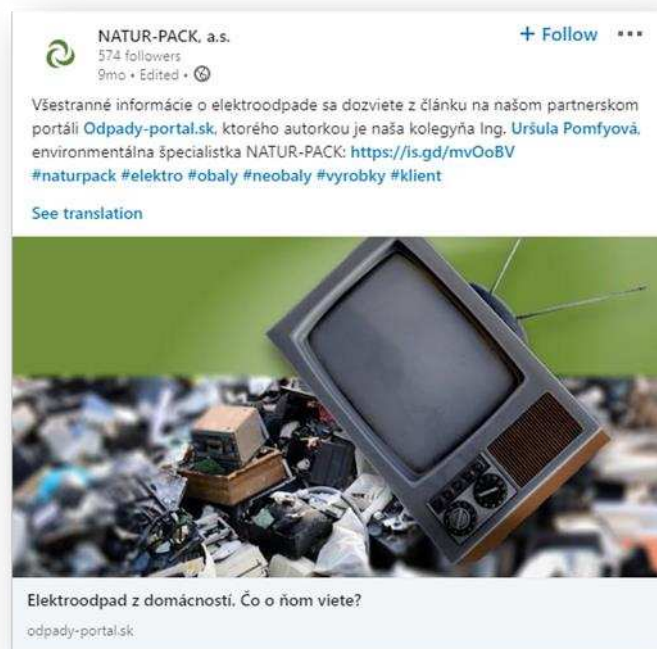 NATUR-PACK, a.s.
574 followers
9mo • Edited •
+ Follow
Všestranné informácie o elektroodpade sa dozviete z článku na našom partnerskom
portáli Odpady-portal.sk, ktorého autorkou je naša kolegyňa Ing. Uršula Pomfyová,
environmentálna špecialistka NATUR-PACK: https://is.gd/mvOoBV
#naturpack #elektro #obaly #neobaly #vyrobky #klient
See translation
Elektroodpad z domácností. Čo o ňom viete?
odpady-portal.sk